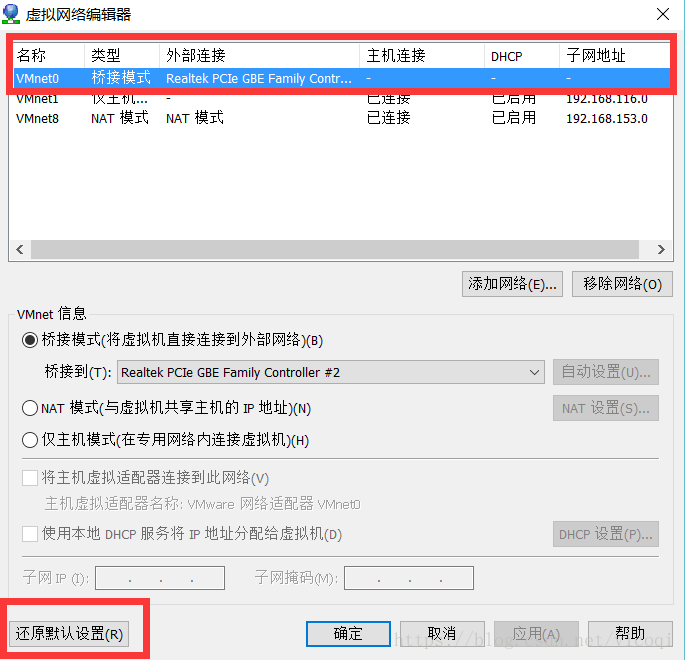 虚拟网络编辑器
名称 类型 外部连接 主机连接 DHCP 子网地址
VMnet0 桥接模式 Realtek PCIe GBE Family Contr... - - -
VMnet1 仅主机... - 已连接 已启用 192.168.116.0
VMnet8 NAT 模式 NAT 模式 已连接 已启用 192.168.153.0
添加网络(E)... 移除网络(O)
VMnet 信息
桥接模式(将虚拟机直接连接到外部网络)(B)
桥接到(T): Realtek PCIe GBE Family Controller #2 自动设置(U)...
NAT 模式(与虚拟机共享主机的 IP 地址)(N) NAT 设置(S)...
仅主机模式(在专用网络内连接虚拟机)(H)
将主机虚拟适配器连接到此网络(V)
主机虚拟适配器名称: VMware 网络适配器 VMnet0
使用本地 DHCP 服务将 IP 地址分配给虚拟机(D) DHCP 设置(P)...
子网 IP (I): . . . 子网掩码(M): . . .
还原默认设置(R) 确定 取消 应用(A) 帮助